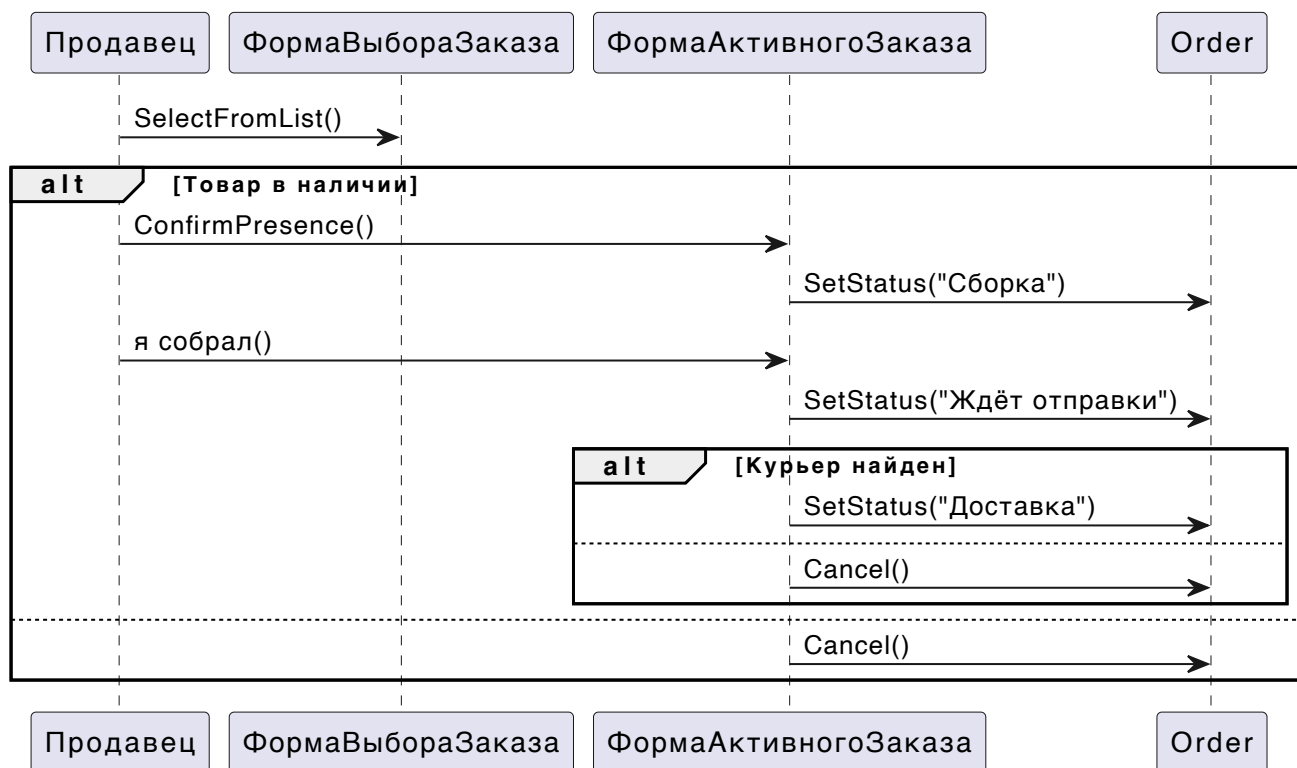 Продавец
ФормаВыбораЗаказа
ФормаАктивногоЗаказа
Order
SelectFromList()
alt
[Товар в наличии]
ConfirmPresence()
SetStatus("Сборка")
я собрал()
SetStatus("Ждёт отправки")
alt
[Курьер найден]
SetStatus("Доставка")
Cancel()
Cancel()
Продавец
ФормаВыбораЗаказа
ФормаАктивногоЗаказа
Order